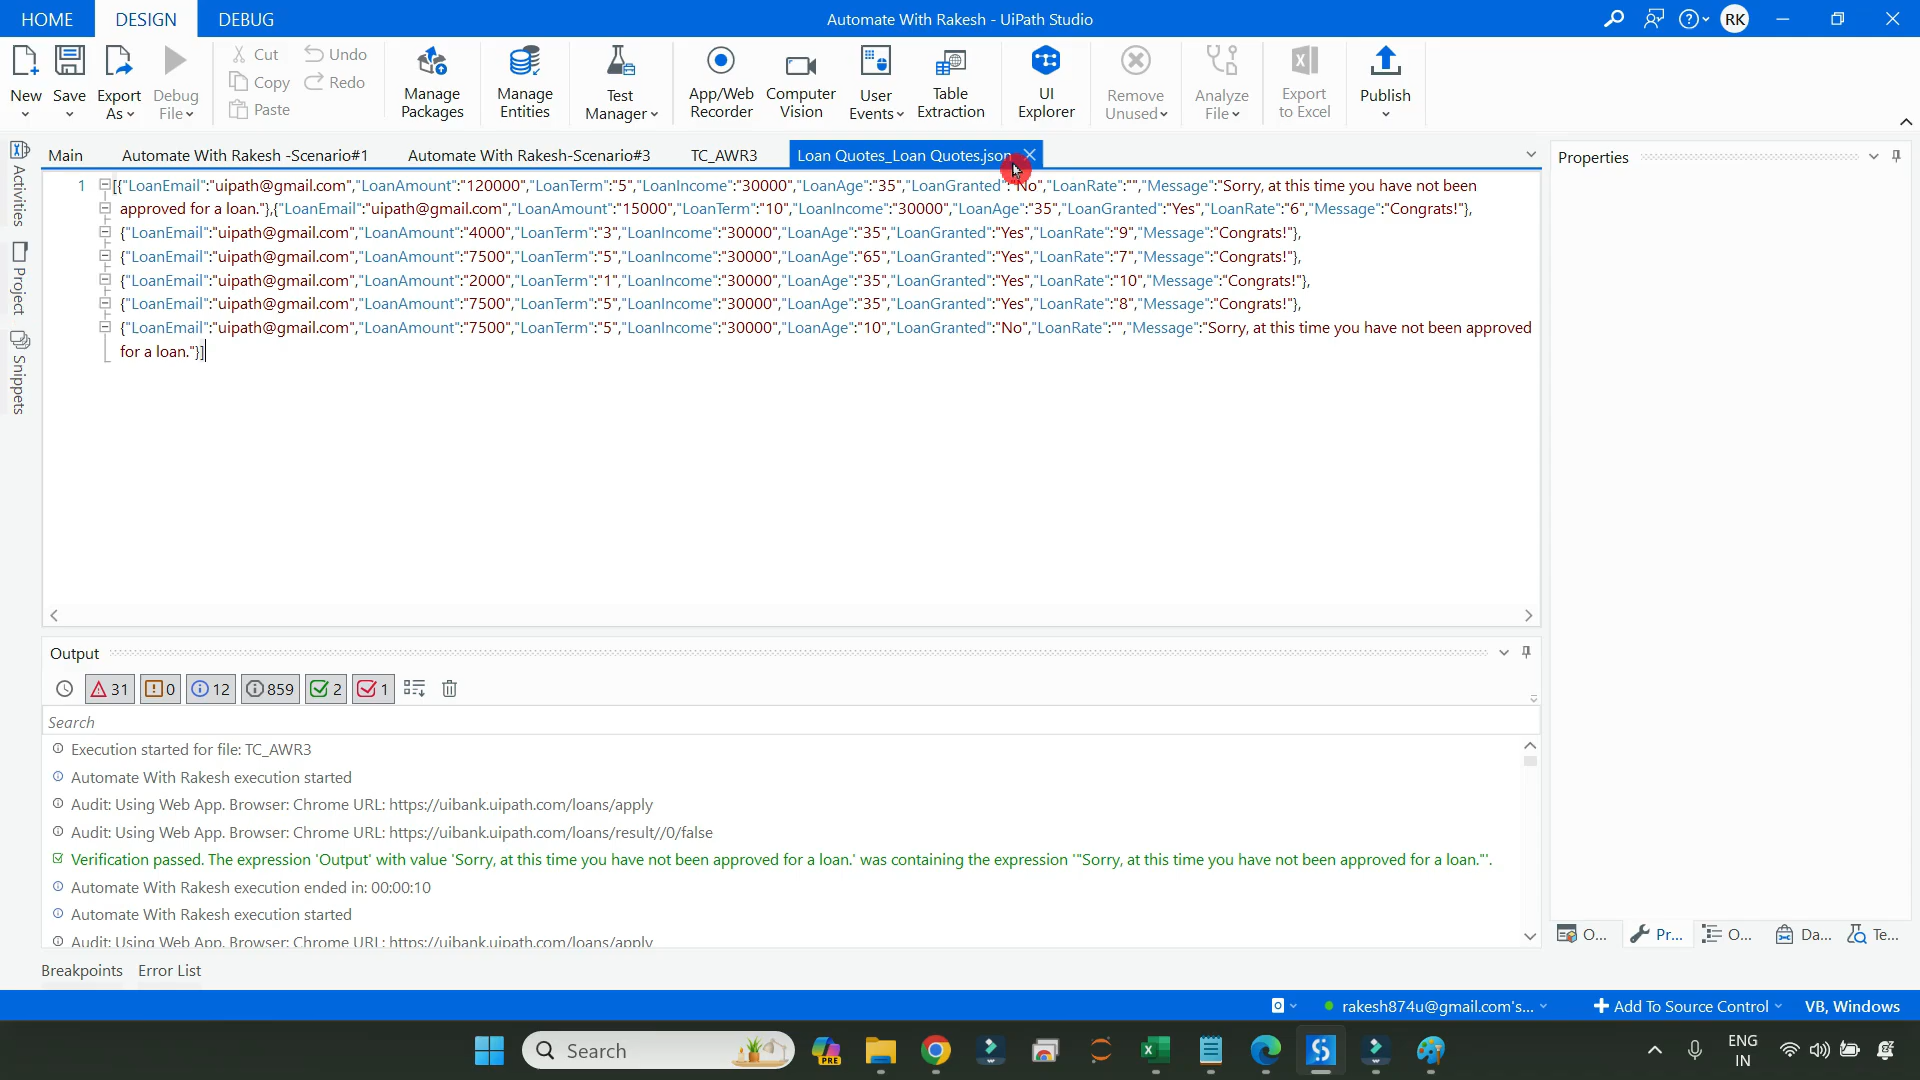 HOME DESIGN DEBUG Automate With Rakesh - UiPath Studio RK
New Save Export As Debug File Cut Copy Paste Undo Redo Manage Packages Manage Entities Test Manager App/Web Recorder Computer Vision User Events Table Extraction UI Explorer Remove Unused Analyze File Export to Excel Publish
Main Automate With Rakesh -Scenario#1 Automate With Rakesh-Scenario#3 TC_AWR3 Loan Quotes_Loan Quotes.json Properties
Activities
Project
Snippets
1 [{"LoanEmail":"uipath@gmail.com","LoanAmount":"120000","LoanTerm":"5","LoanIncome":"30000","LoanAge":"35","LoanGranted":"No","LoanRate":"","Message":"Sorry, at this time you have not been
approved for a loan."},{"LoanEmail":"uipath@gmail.com","LoanAmount":"15000","LoanTerm":"10","LoanIncome":"30000","LoanAge":"35","LoanGranted":"Yes","LoanRate":"6","Message":"Congrats!"},
{"LoanEmail":"uipath@gmail.com","LoanAmount":"4000","LoanTerm":"3","LoanIncome":"30000","LoanAge":"35","LoanGranted":"Yes","LoanRate":"9","Message":"Congrats!"},
{"LoanEmail":"uipath@gmail.com","LoanAmount":"7500","LoanTerm":"5","LoanIncome":"30000","LoanAge":"65","LoanGranted":"Yes","LoanRate":"7","Message":"Congrats!"},
{"LoanEmail":"uipath@gmail.com","LoanAmount":"2000","LoanTerm":"1","LoanIncome":"30000","LoanAge":"35","LoanGranted":"Yes","LoanRate":"10","Message":"Congrats!"},
{"LoanEmail":"uipath@gmail.com","LoanAmount":"7500","LoanTerm":"5","LoanIncome":"30000","LoanAge":"35","LoanGranted":"Yes","LoanRate":"8","Message":"Congrats!"},
{"LoanEmail":"uipath@gmail.com","LoanAmount":"7500","LoanTerm":"5","LoanIncome":"30000","LoanAge":"10","LoanGranted":"No","LoanRate":"","Message":"Sorry, at this time you have not been approved
for a loan."}]
Output
31 0 12 859 2 1
Search
Execution started for file: TC_AWR3
Automate With Rakesh execution started
Audit: Using Web App. Browser: Chrome URL: https://uibank.uipath.com/loans/apply
Audit: Using Web App. Browser: Chrome URL: https://uibank.uipath.com/loans/result//0/false
Verification passed. The expression 'Output' with value 'Sorry, at this time you have not been approved for a loan.' was containing the expression '"Sorry, at this time you have not been approved for a loan."'.
Automate With Rakesh execution ended in: 00:00:10
Automate With Rakesh execution started
Audit: Using Web App. Browser: Chrome URL: https://uibank.uipath.com/loans/apply
O... Pr... O... Da... Te...
Breakpoints Error List
rakesh874u@gmail.com's... Add To Source Control VB, Windows
Search PRE ENG
IN